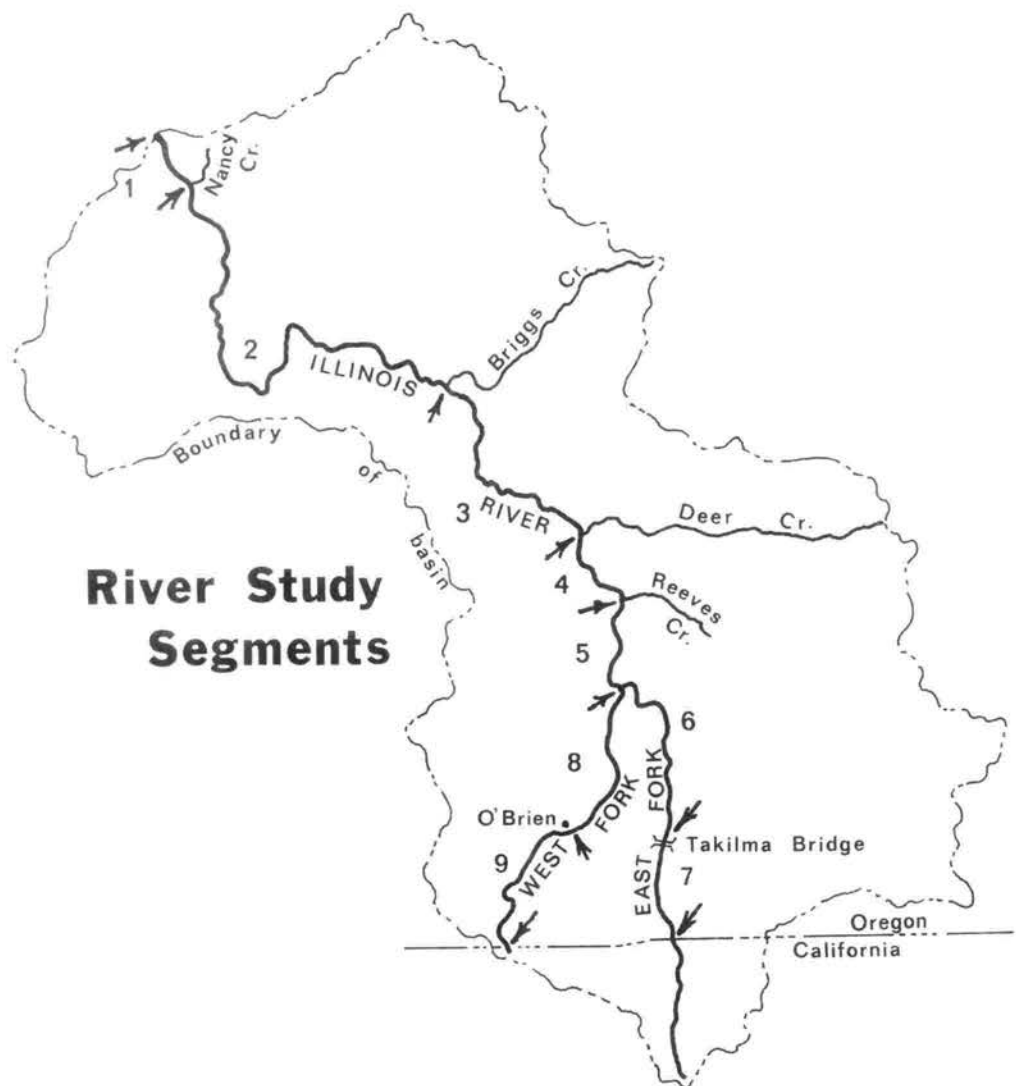 Nancy
Cr.
1
2
ILLINOIS
Briggs Cr.
Boundary of basin
3
RIVER
Deer Cr.
4
Reeves
Cr.
River Study
Segments
5
6
8
O'Brien
WEST FORK
EAST FORK
Takilma Bridge
9
7
Oregon
California